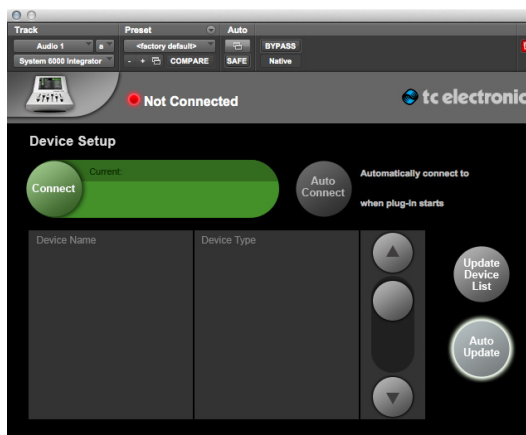 Track Preset Auto
Audio 1 a <factory default> BYPASS
System 6000 Integrator - + COMPARE SAFE Native
Not Connected
tc electronic
Device Setup
Connect
Current:
Auto
Connect
Automatically connect to
when plug-in starts
Device Name Device Type
Update
Device
List
Auto
Update